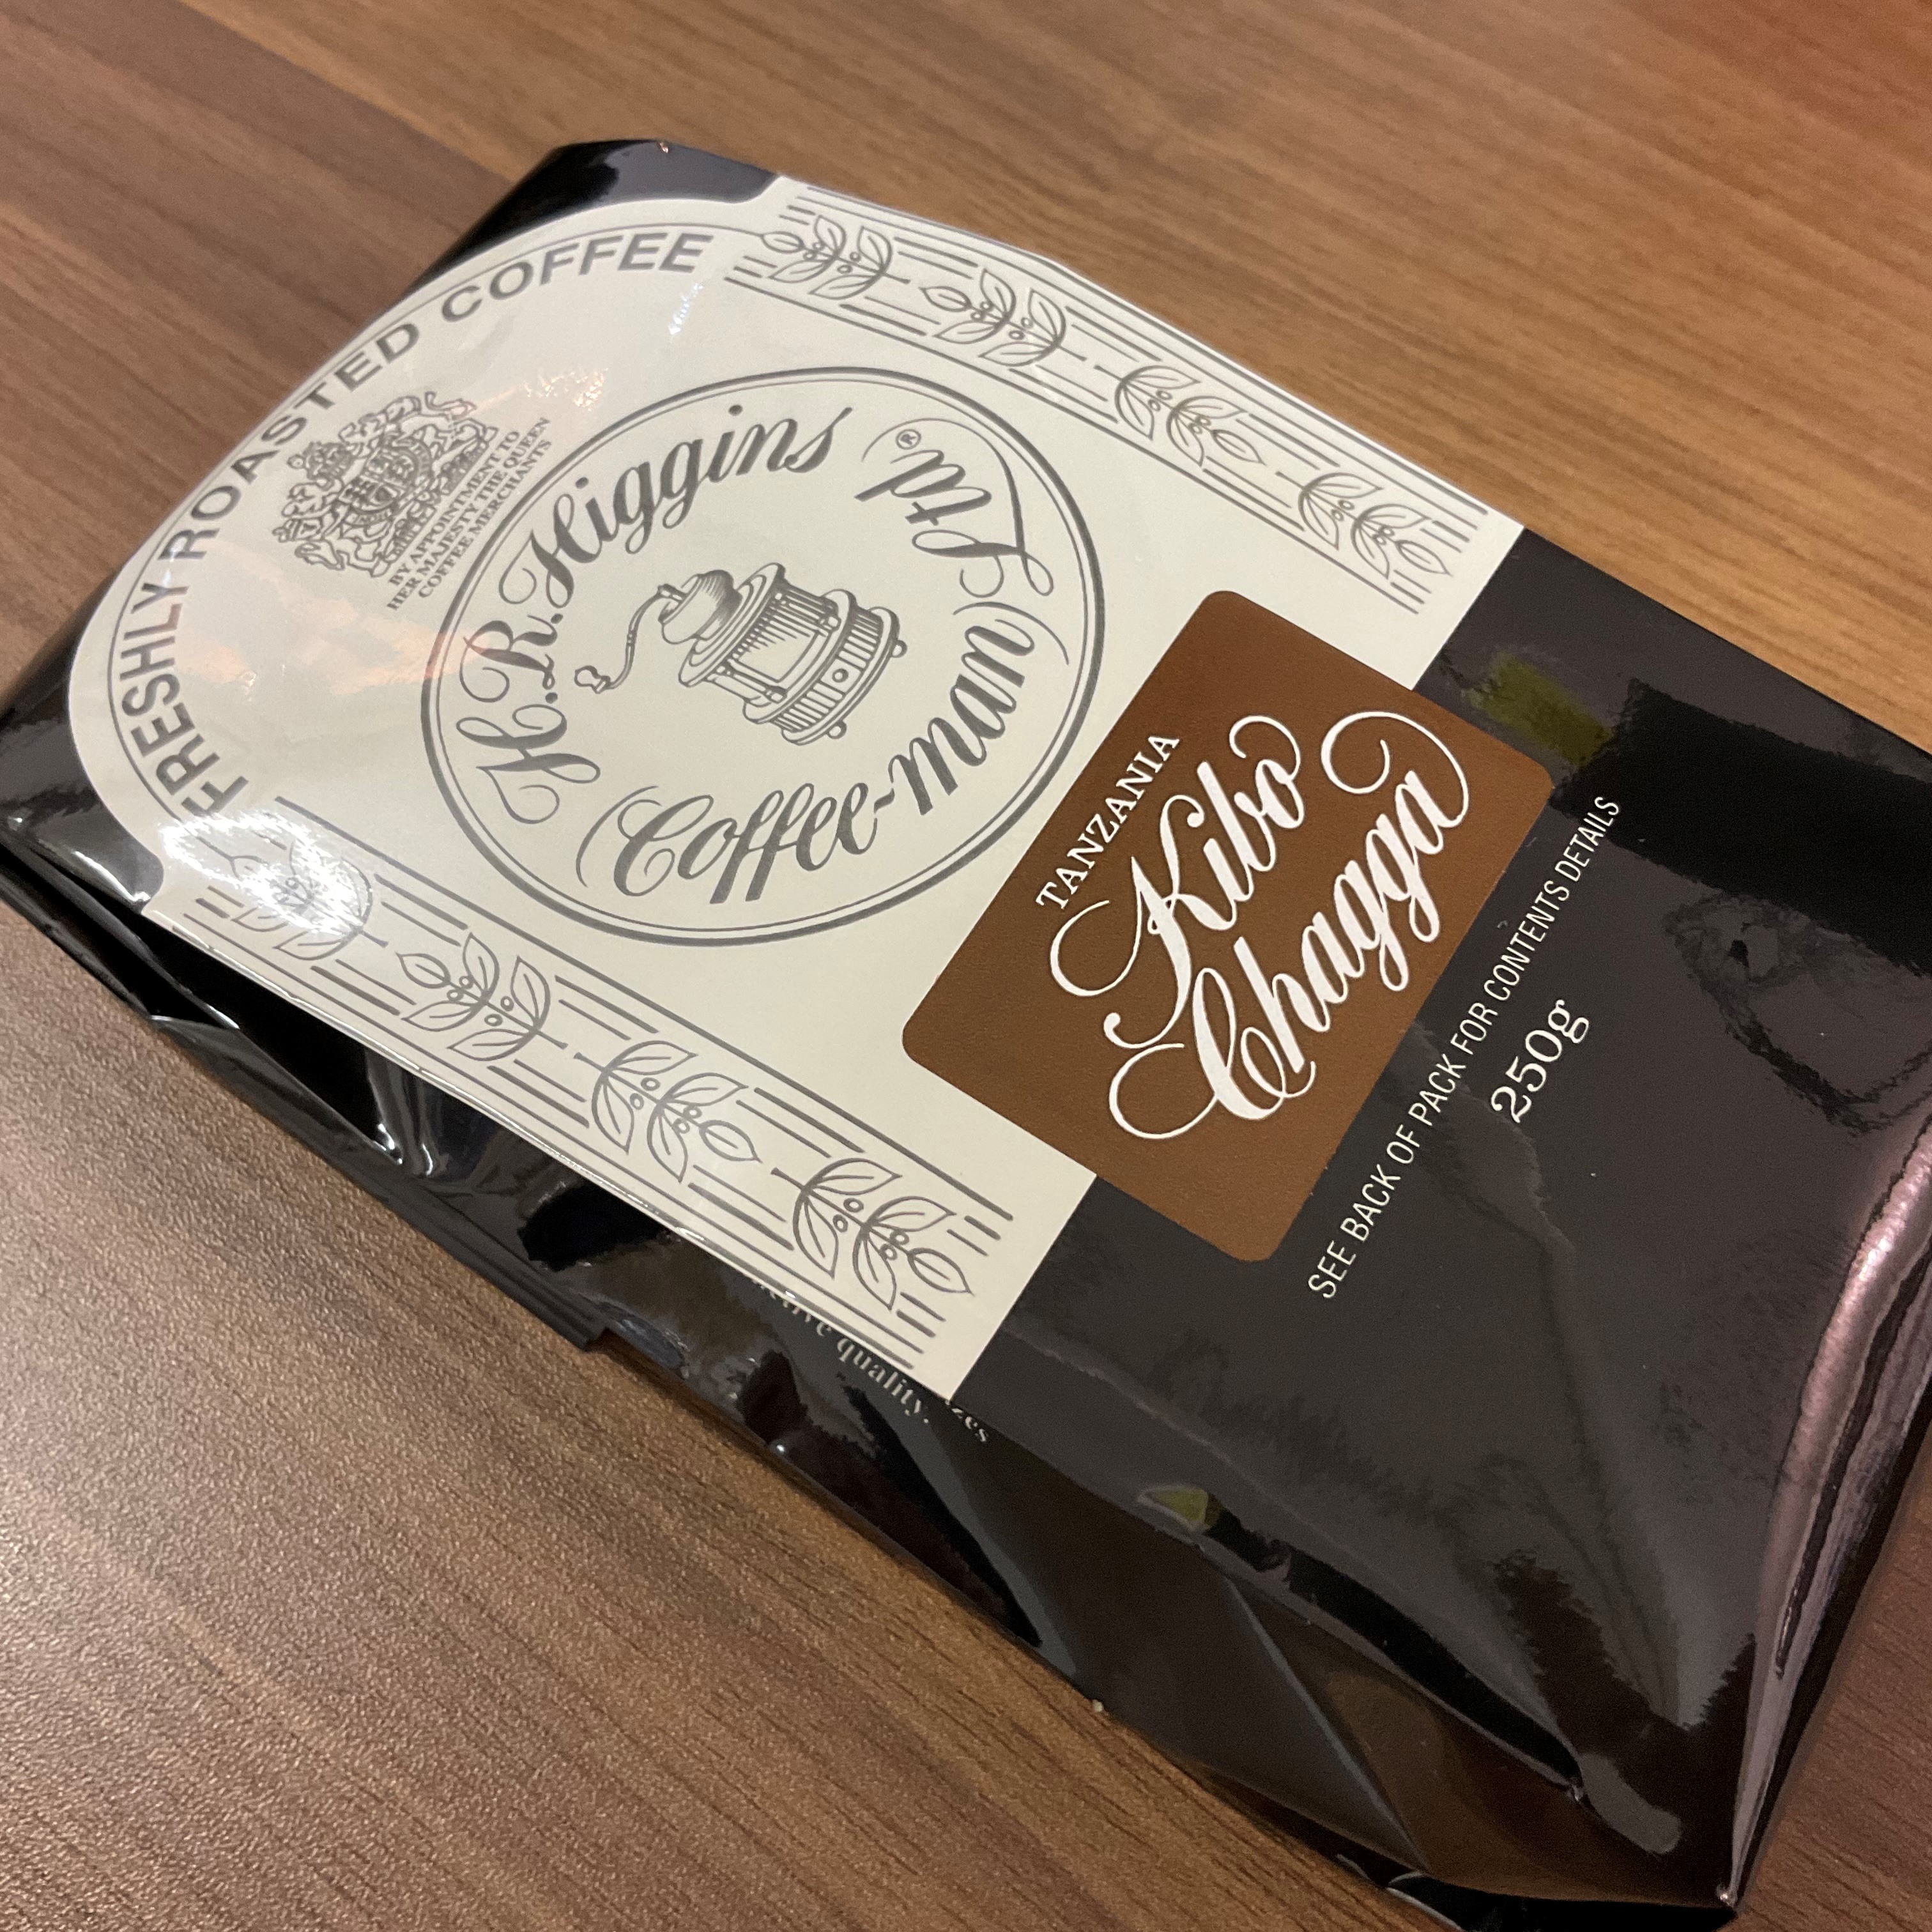 FRESHLY ROASTED COFFEE
BY APPOINTMENT TO
HER MAJESTY THE QUEEN
COFFEE MERCHANTS
H.R.Higgins
(Coffee-man) Ltd.®
TANZANIA
Kibo
Chagga
SEE BACK OF PACK FOR CONTENTS DETAILS
250g
quality.